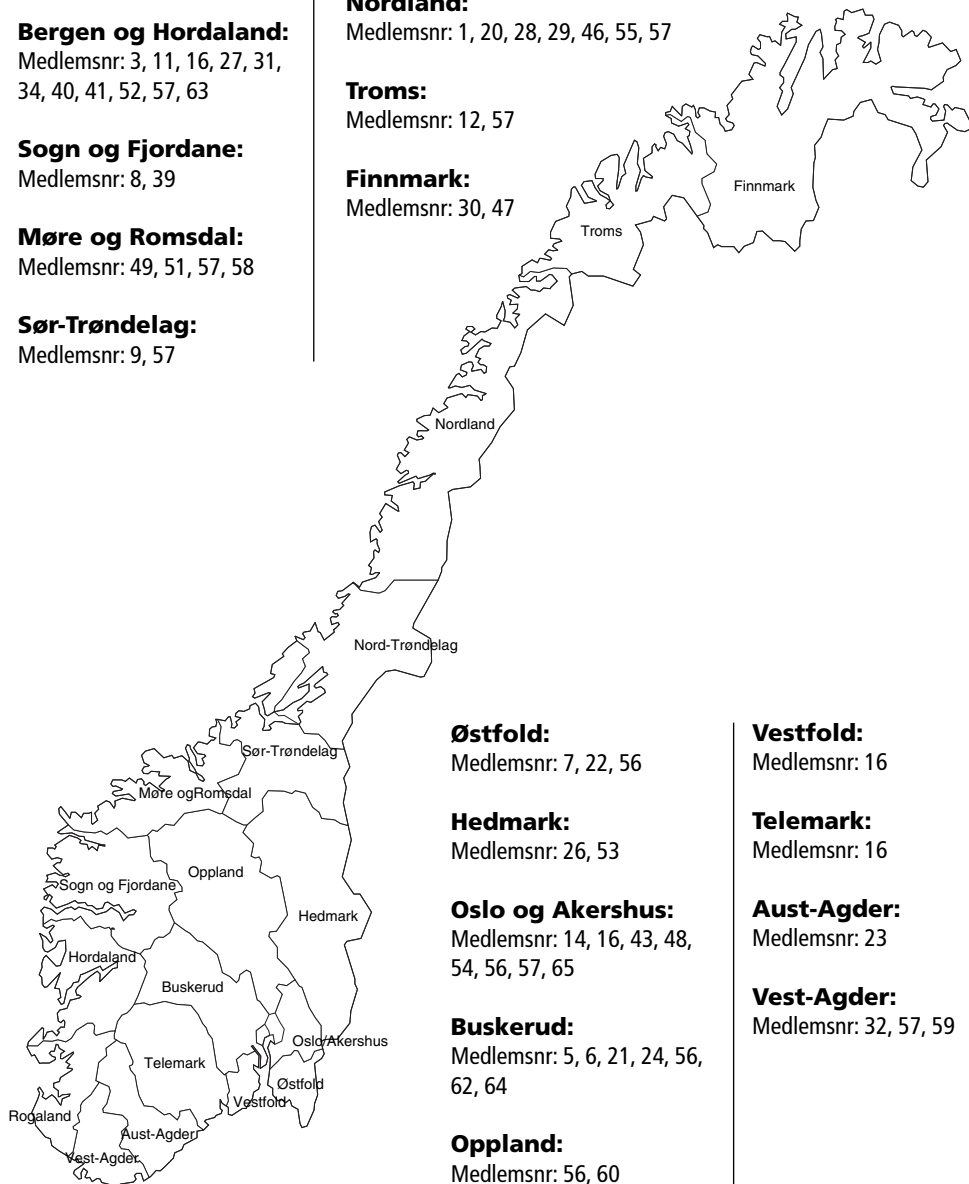 Bergen og Hordaland:
Medlemsnr: 3, 11, 16, 27, 31,
34, 40, 41, 52, 57, 63
Sogn og Fjordane:
Medlemsnr: 8, 39
Møre og Romsdal:
Medlemsnr: 49, 51, 57, 58
Sør-Trøndelag:
Medlemsnr: 9, 57
Nordland:
Medlemsnr: 1, 20, 28, 29, 46, 55, 57
Troms:
Medlemsnr: 12, 57
Finnmark:
Medlemsnr: 30, 47
Finnmark
Troms
Nordland
Nord-Trøndelag
Sør-Trøndelag
Møre ogRomsdal
Oppland
Sogn og Fjordane
Hedmark
Hordaland
Buskerud
Oslo/Akershus
Telemark
Østfold
Vestfold
Rogaland
Aust-Agder
Vest-Agder
Østfold:
Medlemsnr: 7, 22, 56
Hedmark:
Medlemsnr: 26, 53
Oslo og Akershus:
Medlemsnr: 14, 16, 43, 48,
54, 56, 57, 65
Buskerud:
Medlemsnr: 5, 6, 21, 24, 56,
62, 64
Oppland:
Medlemsnr: 56, 60
Vestfold:
Medlemsnr: 16
Telemark:
Medlemsnr: 16
Aust-Agder:
Medlemsnr: 23
Vest-Agder:
Medlemsnr: 32, 57, 59